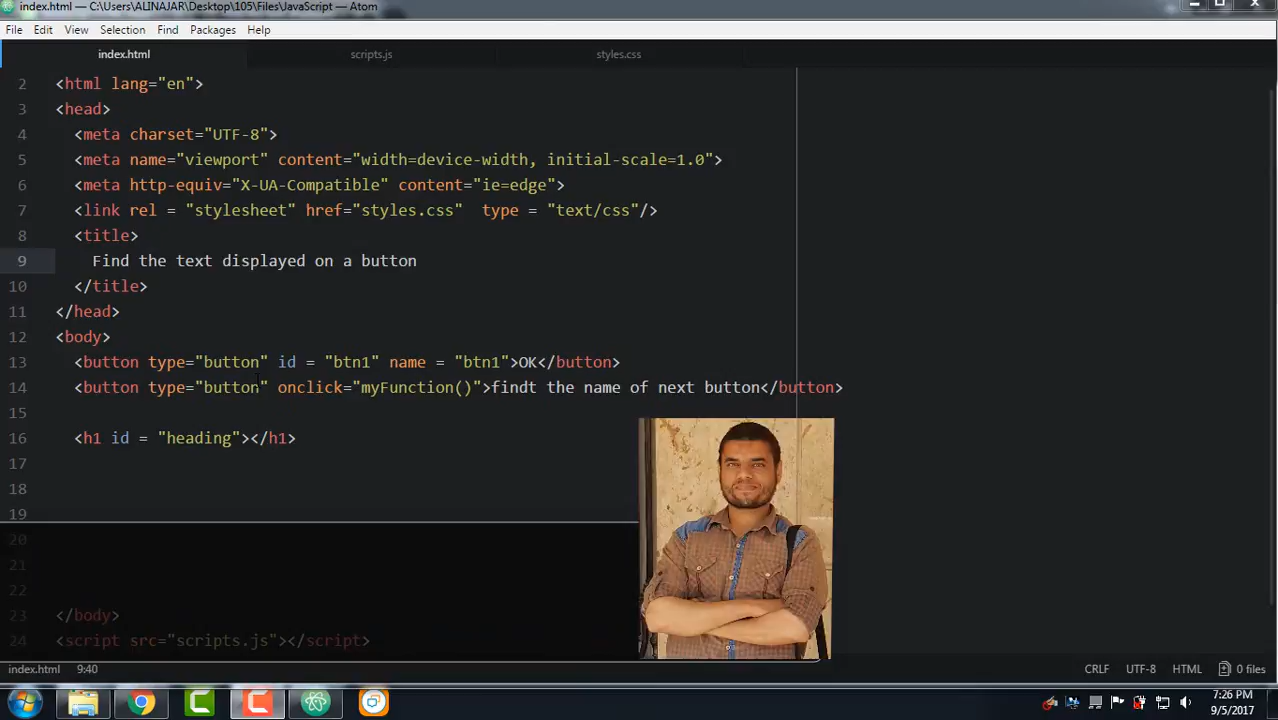 index.html — C:\Users\ALINAJAR\Desktop\105\Files\JavaScript — Atom
File Edit View Selection Find Packages Help
index.html scripts.js styles.css
2 <html lang="en">
3 <head>
4 <meta charset="UTF-8">
5 <meta name="viewport" content="width=device-width, initial-scale=1.0">
6 <meta http-equiv="X-UA-Compatible" content="ie=edge">
7 <link rel = "stylesheet" href="styles.css" type = "text/css"/>
8 <title>
9 Find the text displayed on a button
10 </title>
11 </head>
12 <body>
13 <button type="button" id = "btn1" name = "btn1">OK</button>
14 <button type="button" onclick="myFunction()">findt the name of next button</button>
15
16 <h1 id = "heading"></h1>
17
18
19
20
21
22
23 </body>
24 <script src="scripts.js"></script>
index.html 9:40 CRLF UTF-8 HTML 0 files
7:26 PM
9/5/2017